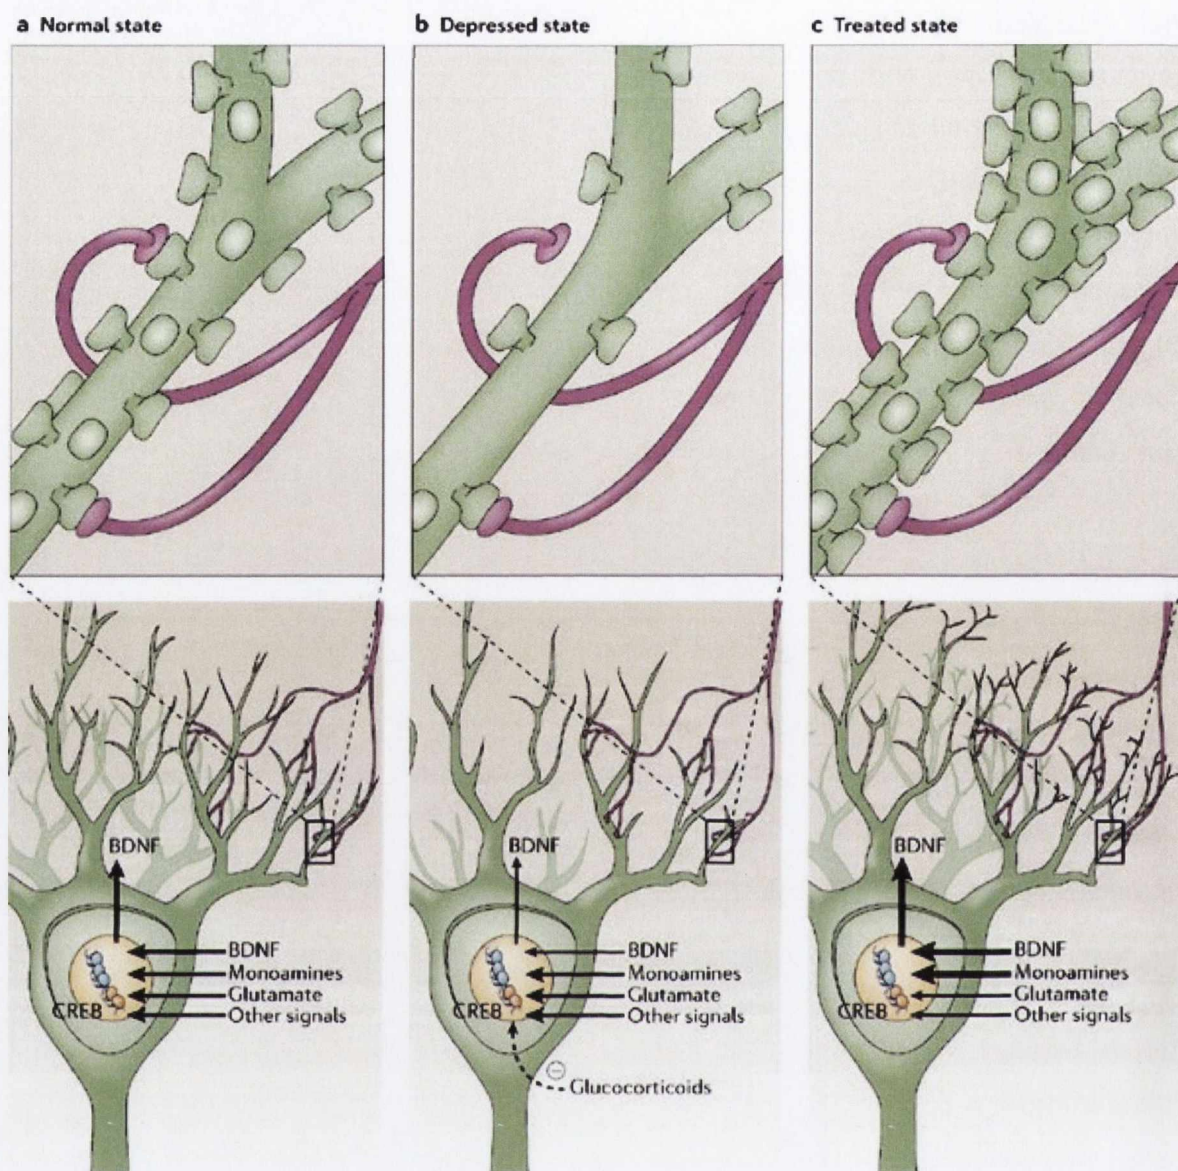 a Normal state
b Depressed state
c Treated state
BDNF
BDNF
Monoamines
Glutamate
Other signals
CREB
BDNF
BDNF
Monoamines
Glutamate
Other signals
CREB
Glucocorticoids
BDNF
BDNF
Monoamines
Glutamate
Other signals
CREB